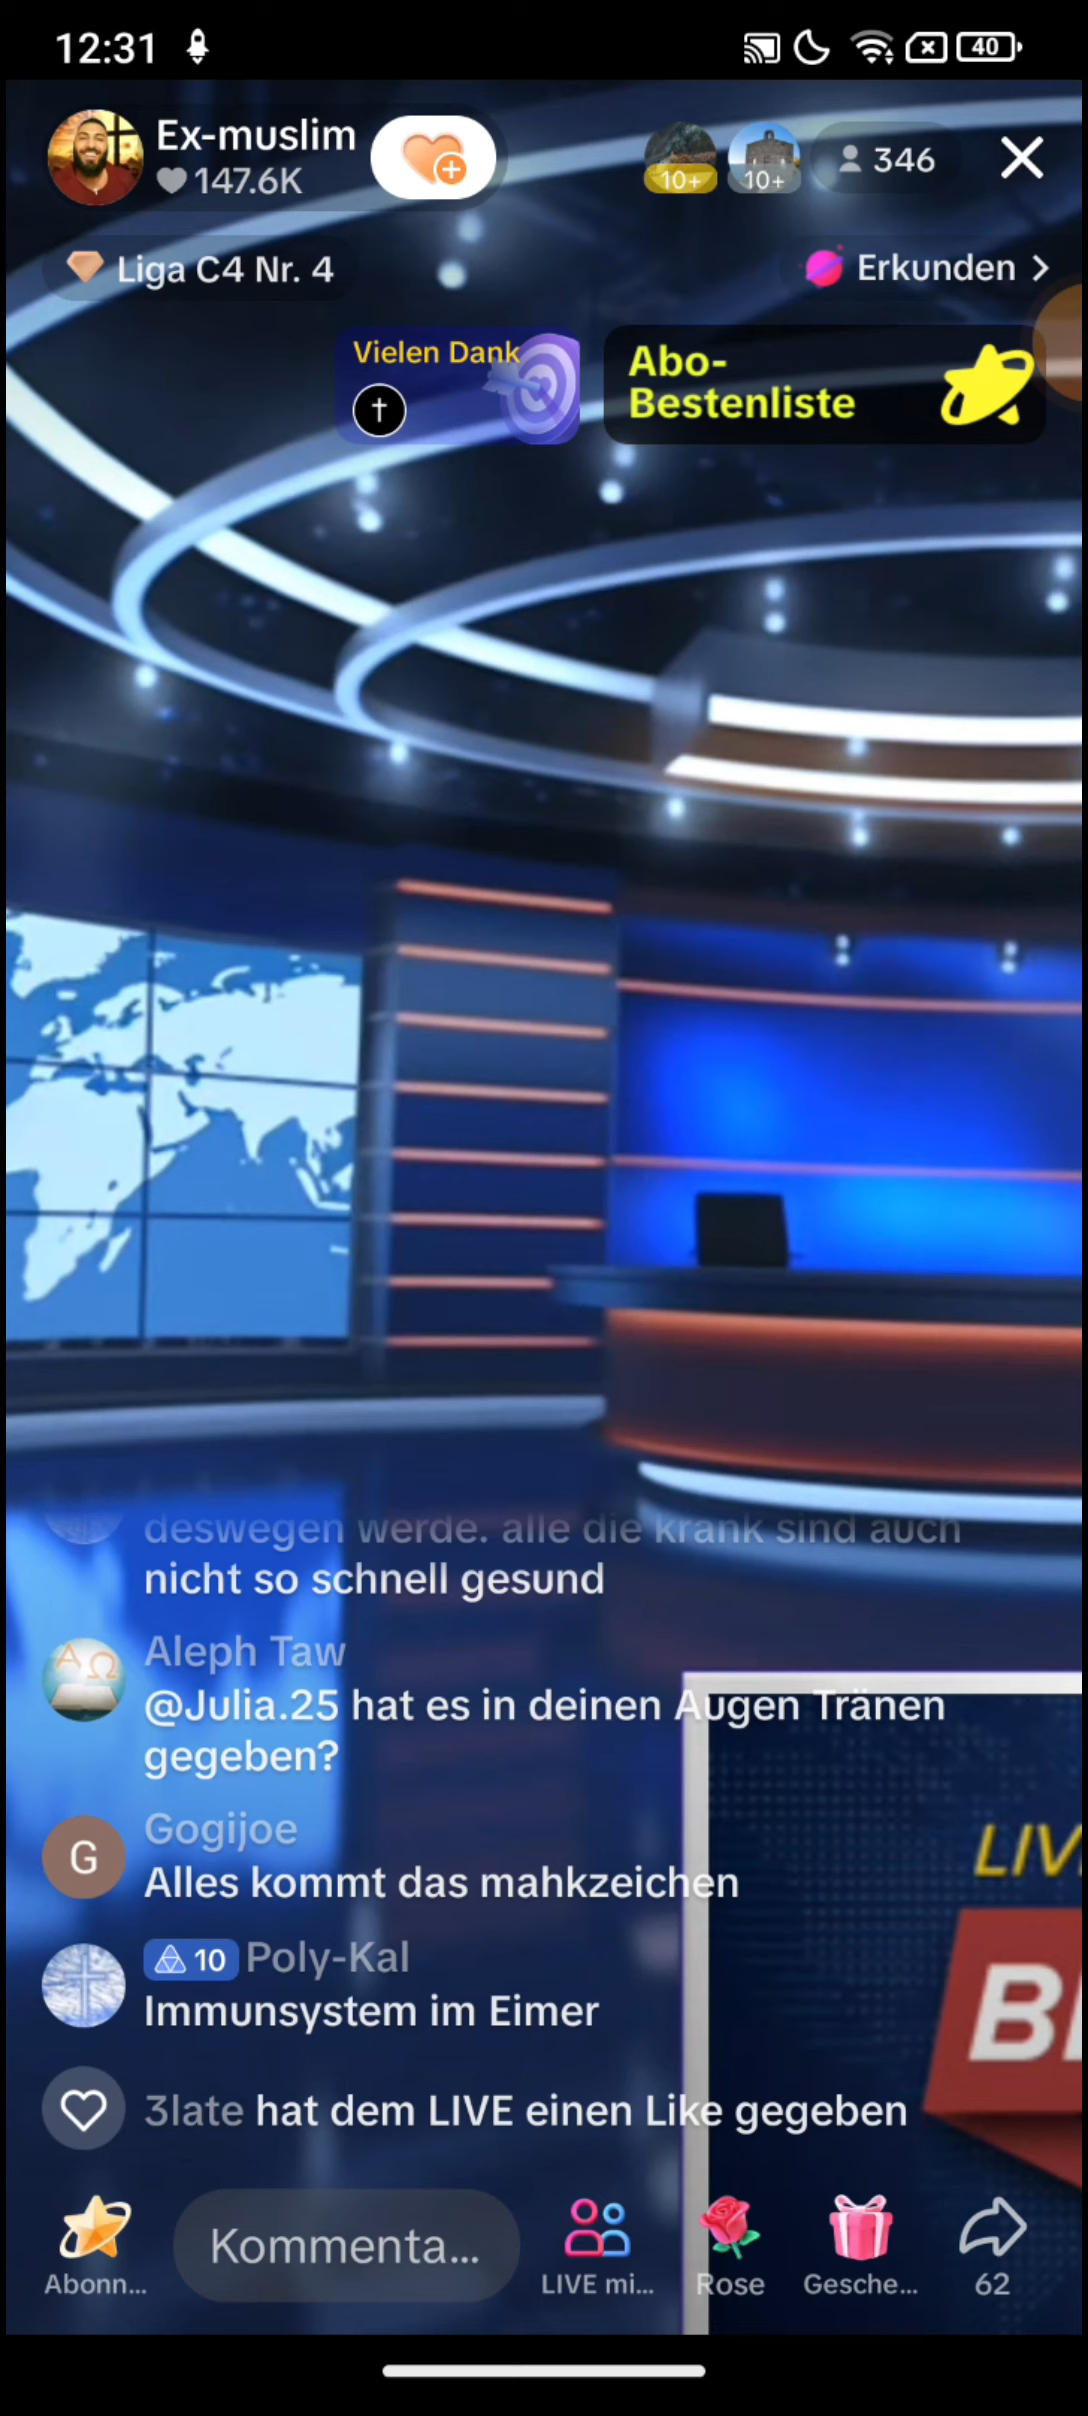 12:31
40
Ex-muslim
147.6K
10+
10+
346
Liga C4 Nr. 4
Erkunden
Vielen Dank
Abo-
Bestenliste
deswegen werde. alle die krank sind auch
nicht so schnell gesund
Aleph Taw
@Julia.25 hat es in deinen Augen Tränen
gegeben?
Gogijoe
G
Alles kommt das mahkzeichen
10 Poly-Kal
Immunsystem im Eimer
3late hat dem LIVE einen Like gegeben
LIV
B
Kommenta...
Abonn...
LIVE mi...
Rose
Gesche...
62